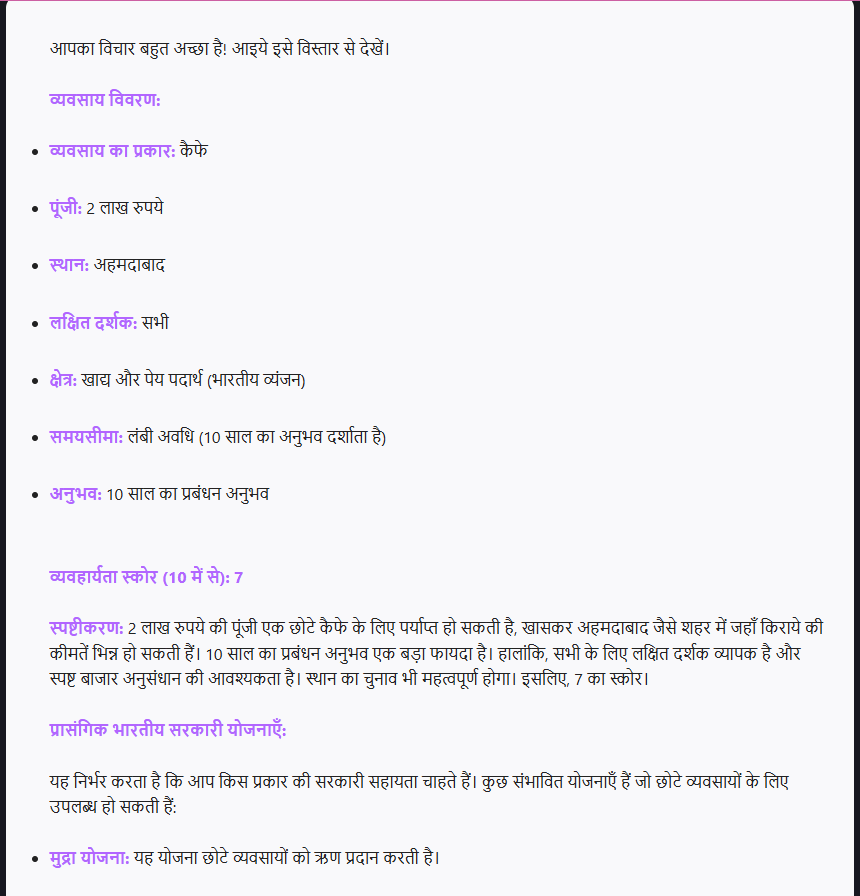 आपका विचार बहुत अच्छा है! आइये इसे विस्तार से देखें।
व्यवसाय विवरण:
व्यवसाय का प्रकार: कैफे
पूंजी: 2 लाख रुपये
स्थान: अहमदाबाद
लक्षित दर्शक: सभी
क्षेत्र: खाद्य और पेय पदार्थ (भारतीय व्यंजन)
समयसीमा: लंबी अवधि (10 साल का अनुभव दर्शाता है)
अनुभव: 10 साल का प्रबंधन अनुभव
व्यवहार्यता स्कोर (10 में से): 7
स्पष्टीकरण: 2 लाख रुपये की पूंजी एक छोटे कैफे के लिए पर्याप्त हो सकती है, खासकर अहमदाबाद जैसे शहर में जहाँ किराये की
कीमतें भिन्न हो सकती हैं। 10 साल का प्रबंधन अनुभव एक बड़ा फायदा है। हालांकि, सभी के लिए लक्षित दर्शक व्यापक है और
स्पष्ट बाजार अनुसंधान की आवश्यकता है। स्थान का चुनाव भी महत्वपूर्ण होगा। इसलिए, 7 का स्कोर।
प्रासंगिक भारतीय सरकारी योजनाएँ:
यह निर्भर करता है कि आप किस प्रकार की सरकारी सहायता चाहते हैं। कुछ संभावित योजनाएँ हैं जो छोटे व्यवसायों के लिए
उपलब्ध हो सकती हैं:
मुद्रा योजना: यह योजना छोटे व्यवसायों को ऋण प्रदान करती है।